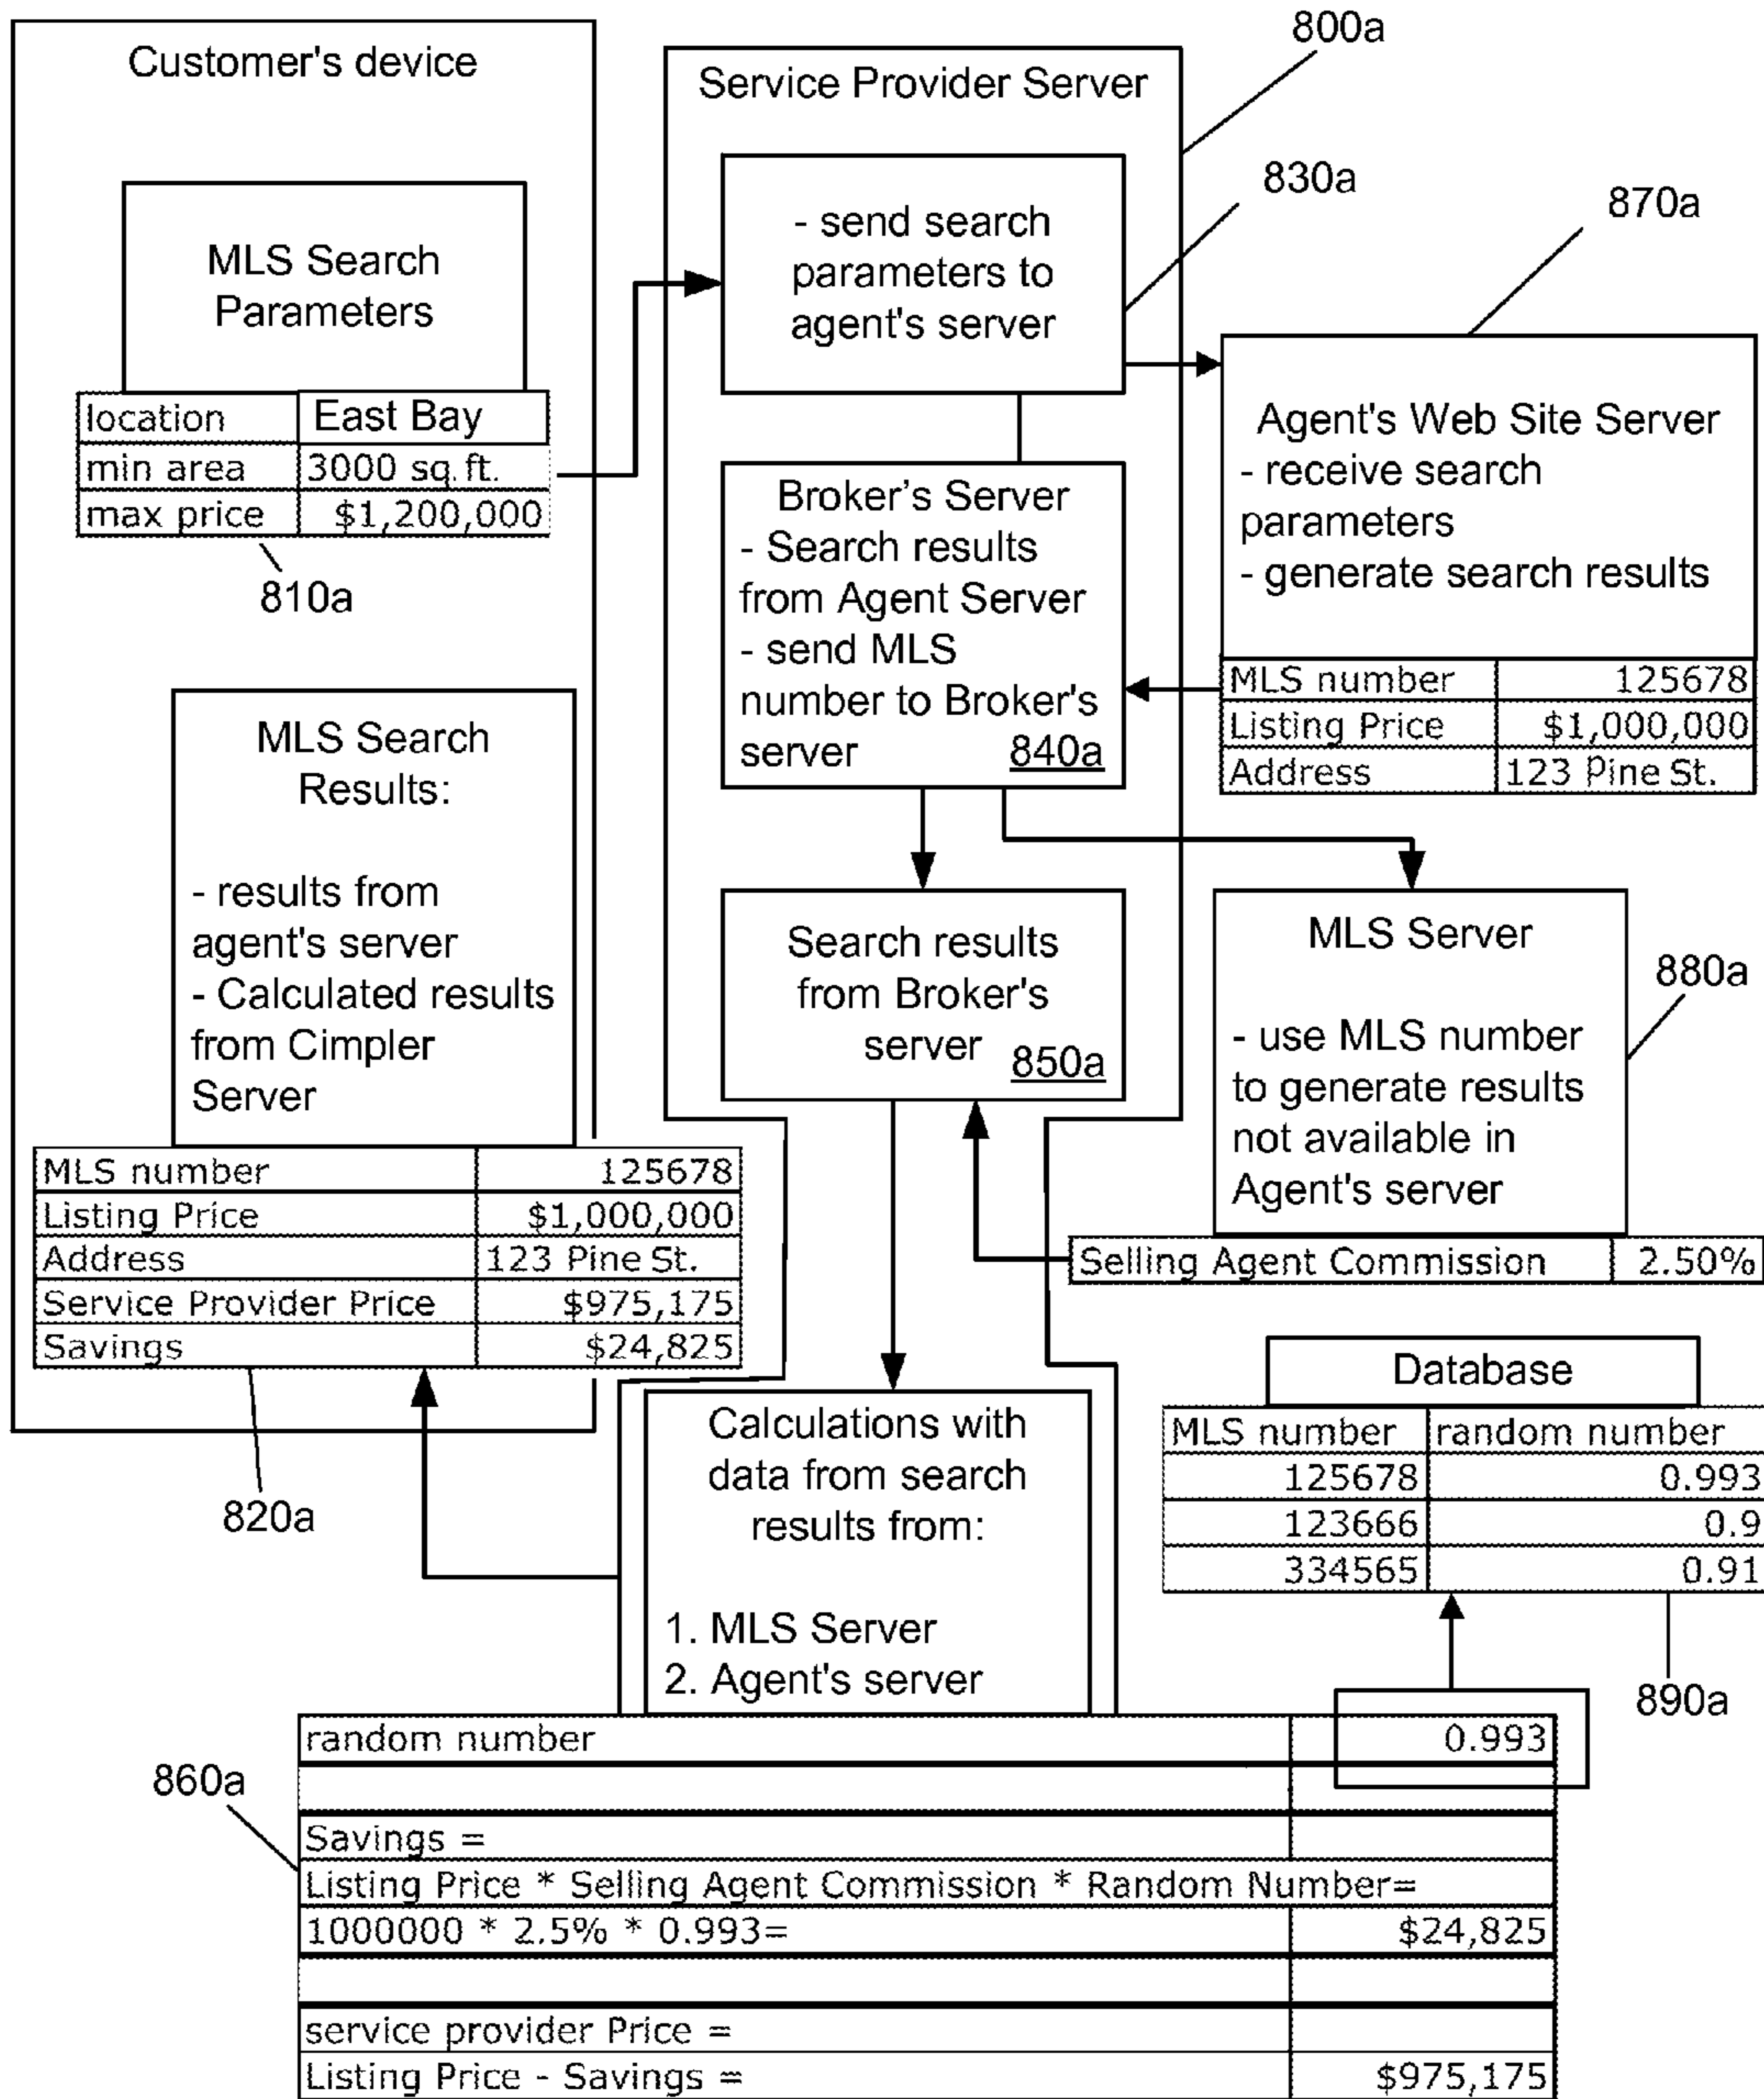 Customer's device
MLS Search
Parameters
location East Bay
min area 3000 sq.ft.
max price $1,200,000
810a
MLS Search
Results:
- results from
agent's server
- Calculated results
from Cimpler
Server
MLS number 125678
Listing Price $1,000,000
Address 123 Pine St.
Service Provider Price $975,175
Savings $24,825
820a
800a
Service Provider Server
- send search
parameters to
agent's server
830a
Broker's Server
- Search results
from Agent Server
- send MLS
number to Broker's
server 840a
Search results
from Broker's
server 850a
870a
Agent's Web Site Server
- receive search
parameters
- generate search results
MLS number 125678
Listing Price $1,000,000
Address 123 Pine St.
MLS Server
- use MLS number
to generate results
not available in
Agent's server
880a
Selling Agent Commission 2.50%
Database
MLS number random number
125678 0.993
123666 0.9
334565 0.91
890a
Calculations with
data from search
results from:
1. MLS Server
2. Agent's server
random number 0.993
860a
Savings =
Listing Price * Selling Agent Commission * Random Number=
1000000 * 2.5% * 0.993= $24,825
service provider Price =
Listing Price - Savings = $975,175